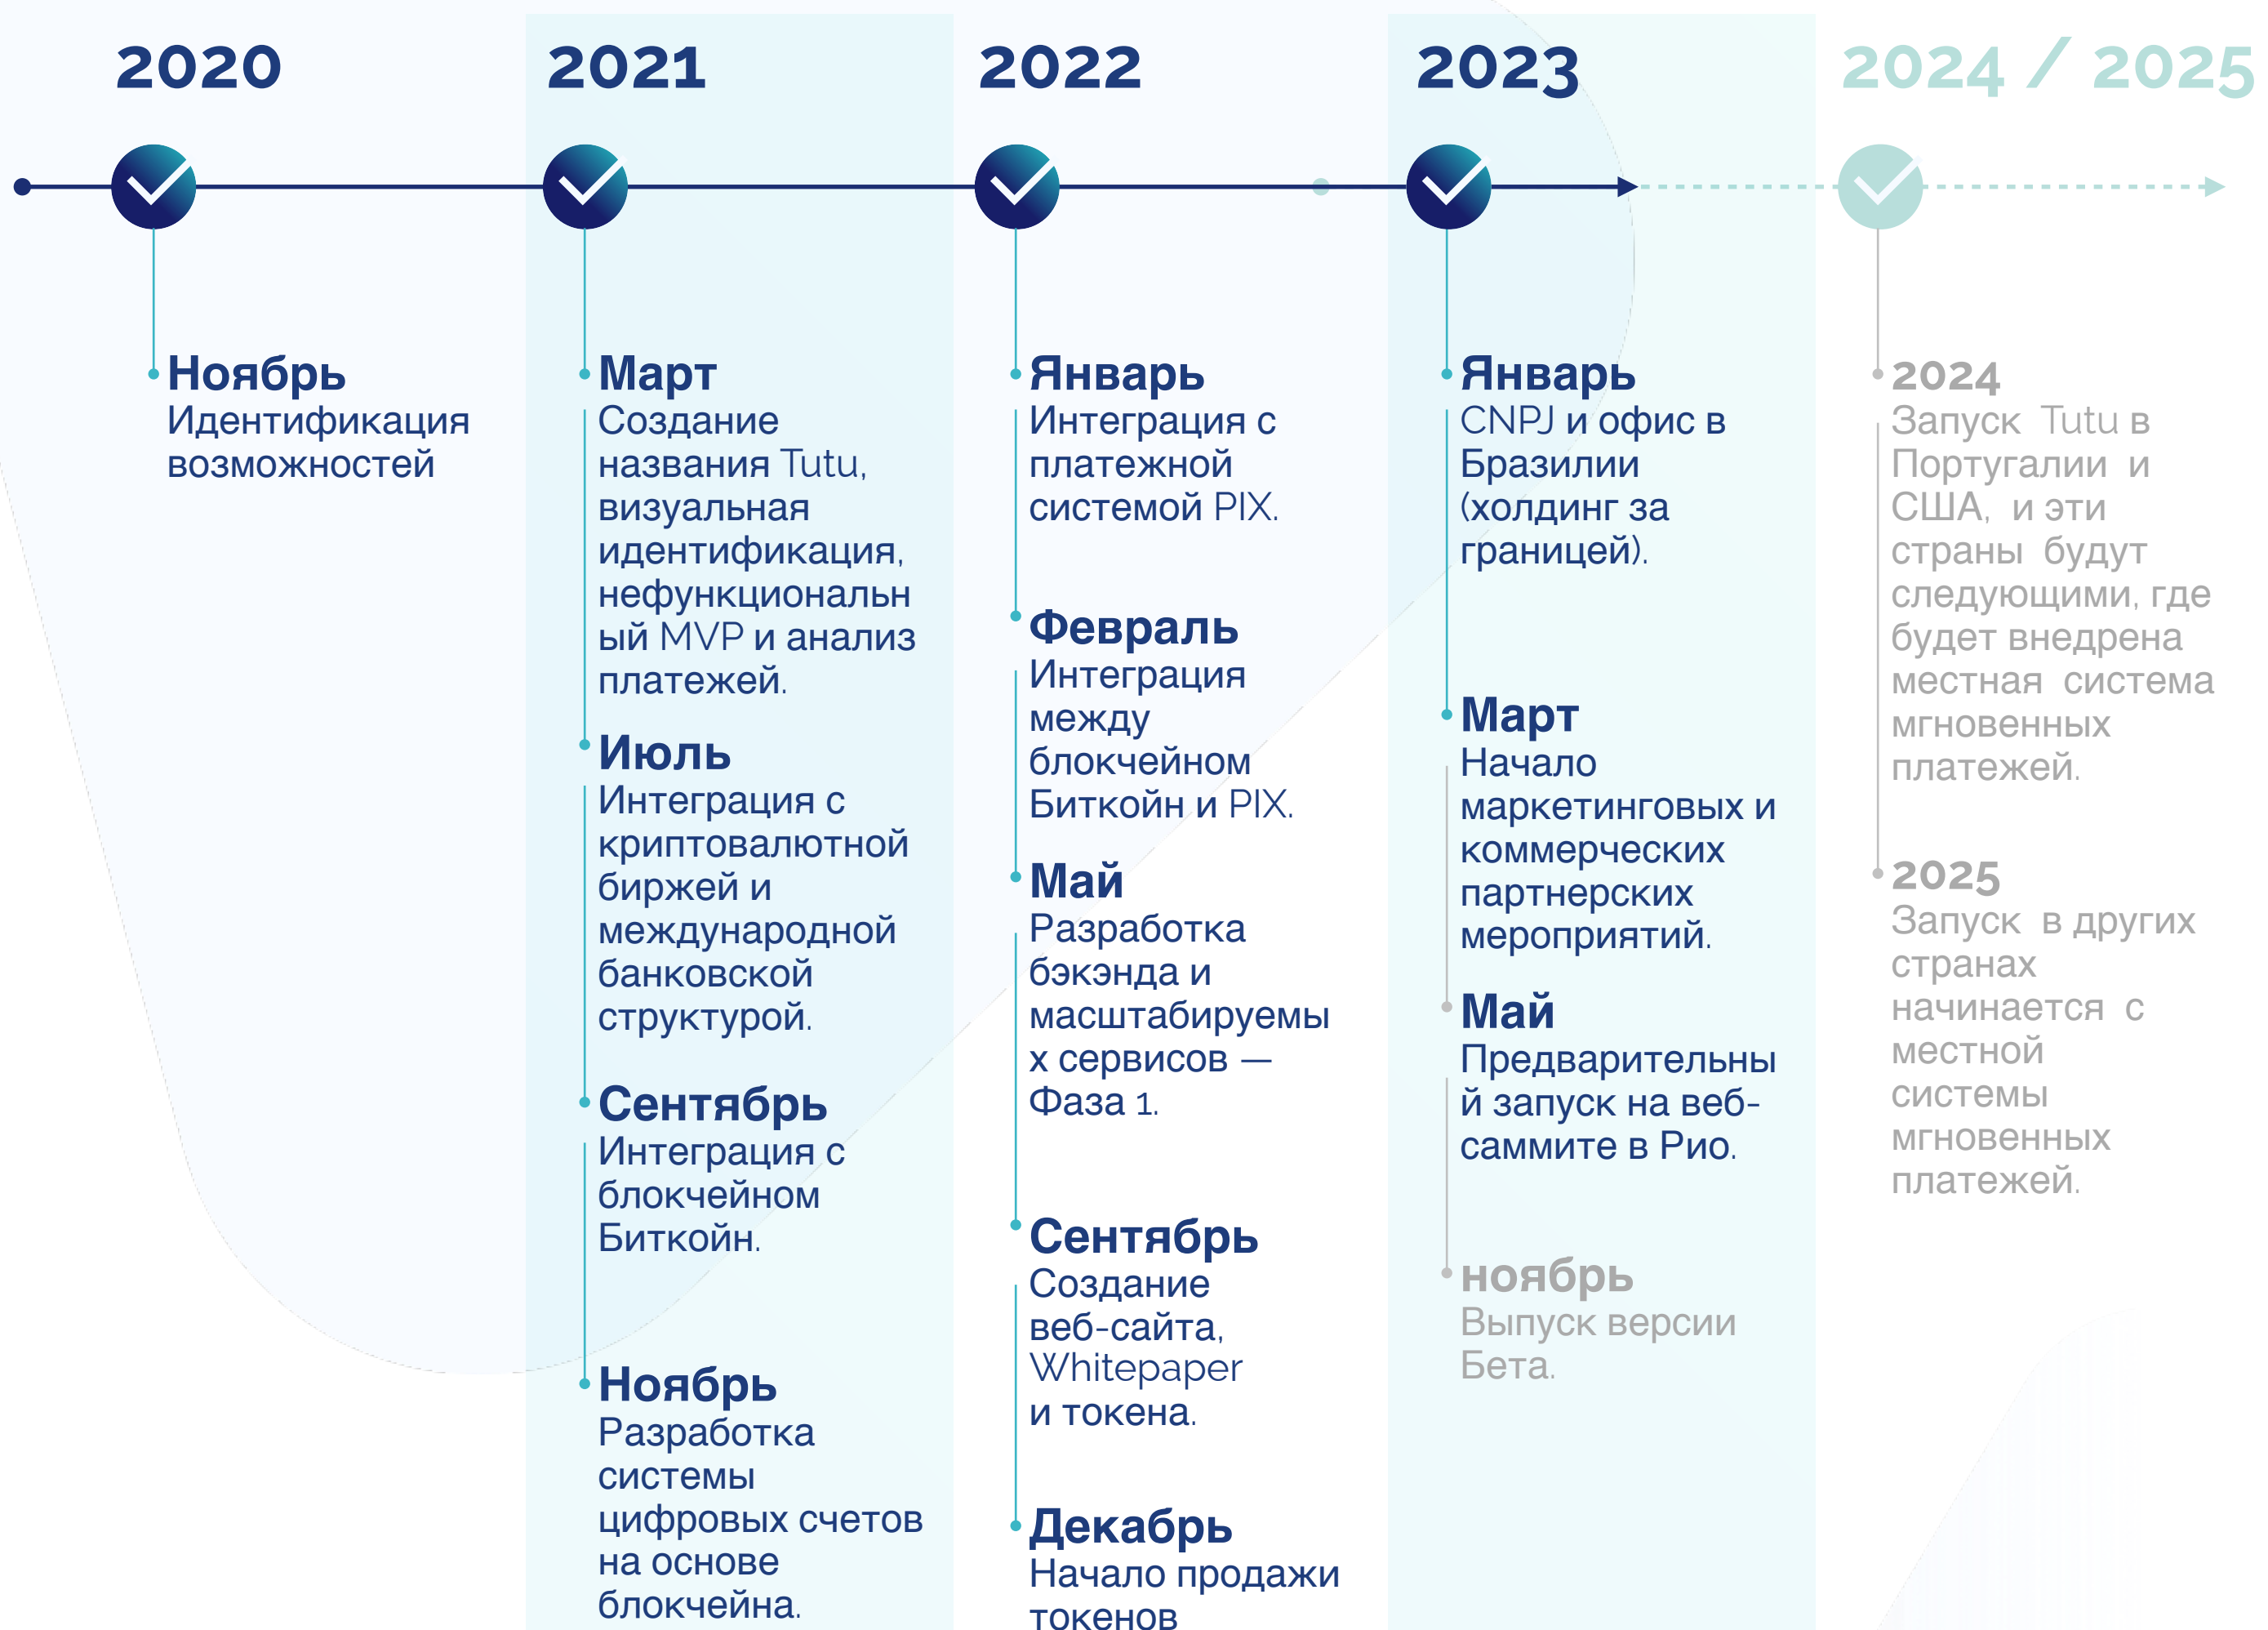 2020
Ноябрь
Идентификация
возможностей
2021
Март
Создание
названия Tutu,
визуальная
идентификация,
нефункциональн
ый MVP и анализ
платежей.
Июль
Интеграция с
криптовалютной
биржей и
международной
банковской
структурой.
Сентябрь
Интеграция с
блокчейном
Биткойн.
Ноябрь
Разработка
системы
цифровых счетов
на основе
блокчейна.
2022
Январь
Интеграция с
платежной
системой PIX.
Февраль
Интеграция
между
блокчейном
Биткойн и PIX.
Май
Разработка
бэкэнда и
масштабируемы
х сервисов —
Фаза 1.
Сентябрь
Создание
веб-сайта,
Whitepaper
и токена.
Декабрь
Начало продажи
токенов
2023
Январь
CNPJ и офис в
Бразилии
(холдинг за
границей).
Март
Начало
маркетинговых и
коммерческих
партнерских
мероприятий.
Май
Предварительны
й запуск на веб-
саммите в Рио.
ноябрь
Выпуск версии
Бета.
2024 / 2025
2024
Запуск Tutu в
Португалии и
США, и эти
страны будут
следующими, где
будет внедрена
местная система
мгновенных
платежей.
2025
Запуск в других
странах
начинается с
местной
системы
мгновенных
платежей.